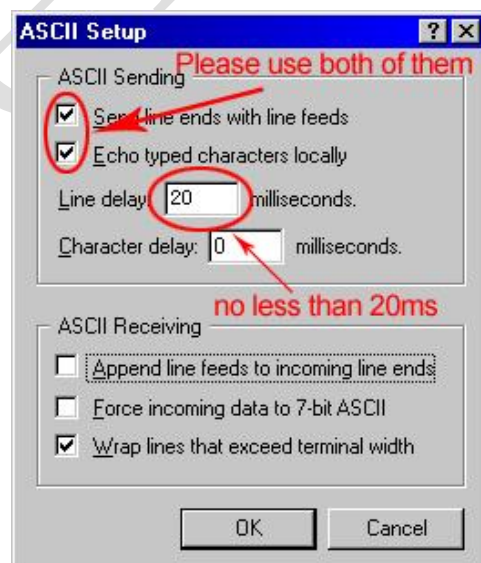 ASCII Setup
Please use both of them
ASCII Sending
Send line ends with line feeds
Echo typed characters locally
Line delay: 20 milliseconds.
Character delay: 0 milliseconds.
no less than 20ms
ASCII Receiving
Append line feeds to incoming line ends
Force incoming data to 7-bit ASCII
Wrap lines that exceed terminal width
OK
Cancel